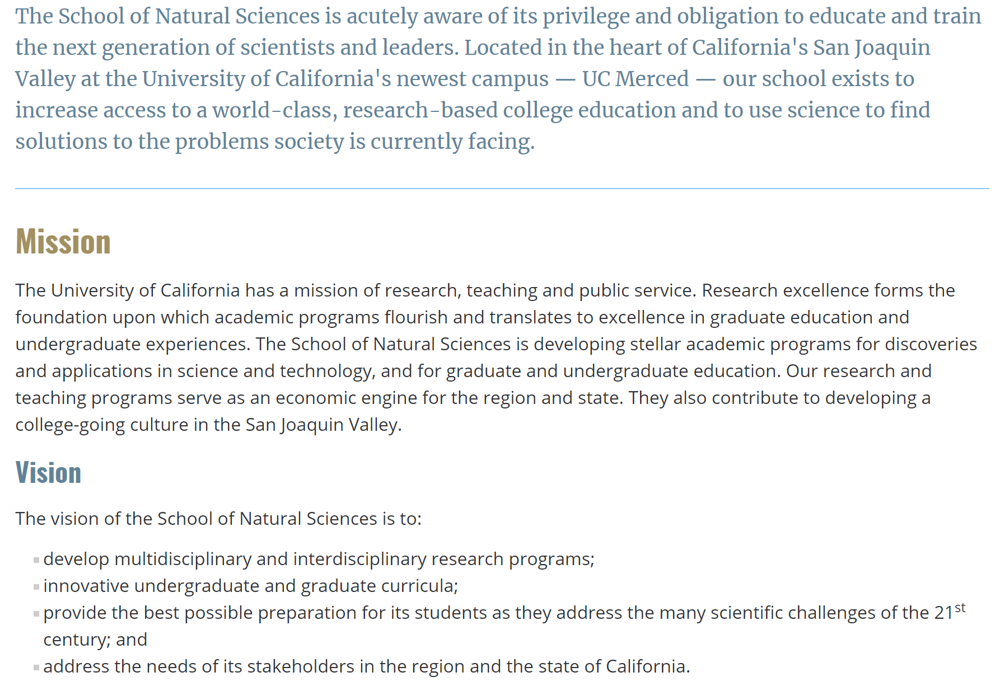 The School of Natural Sciences is acutely aware of its privilege and obligation to educate and train
the next generation of scientists and leaders. Located in the heart of California's San Joaquin
Valley at the University of California's newest campus — UC Merced — our school exists to
increase access to a world-class, research-based college education and to use science to find
solutions to the problems society is currently facing.
Mission
The University of California has a mission of research, teaching and public service. Research excellence forms the
foundation upon which academic programs flourish and translates to excellence in graduate education and
undergraduate experiences. The School of Natural Sciences is developing stellar academic programs for discoveries
and applications in science and technology, and for graduate and undergraduate education. Our research and
teaching programs serve as an economic engine for the region and state. They also contribute to developing a
college-going culture in the San Joaquin Valley.
Vision
The vision of the School of Natural Sciences is to:
develop multidisciplinary and interdisciplinary research programs;
innovative undergraduate and graduate curricula;
provide the best possible preparation for its students as they address the many scientific challenges of the 21st
century; and
address the needs of its stakeholders in the region and the state of California.